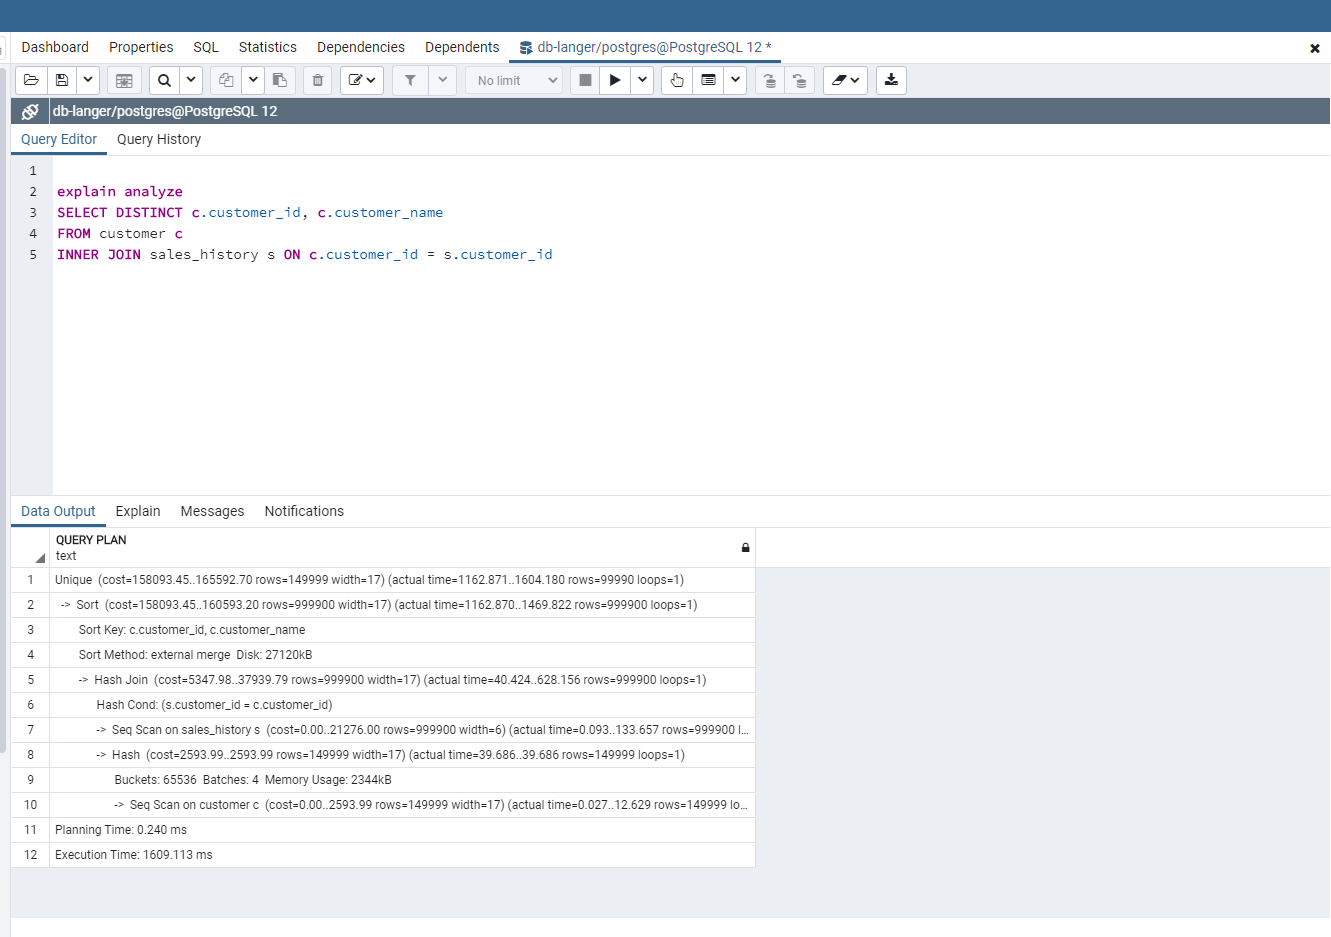 Dashboard Properties SQL Statistics Dependencies Dependents db-langer/postgres@PostgreSQL 12 *
No limit
db-langer/postgres@PostgreSQL 12
Query Editor Query History
1
2 explain analyze
3 SELECT DISTINCT c.customer_id, c.customer_name
4 FROM customer c
5 INNER JOIN sales_history s ON c.customer_id = s.customer_id
Data Output Explain Messages Notifications
QUERY PLAN
text
1 Unique (cost=158093.45..165592.70 rows=149999 width=17) (actual time=1162.871..1604.180 rows=99990 loops=1)
2 -> Sort (cost=158093.45..160593.20 rows=999900 width=17) (actual time=1162.870..1469.822 rows=999900 loops=1)
3 Sort Key: c.customer_id, c.customer_name
4 Sort Method: external merge Disk: 27120kB
5 -> Hash Join (cost=5347.98..37939.79 rows=999900 width=17) (actual time=40.424..628.156 rows=999900 loops=1)
6 Hash Cond: (s.customer_id = c.customer_id)
7 -> Seq Scan on sales_history s (cost=0.00..21276.00 rows=999900 width=6) (actual time=0.093..133.657 rows=999900 l...
8 -> Hash (cost=2593.99..2593.99 rows=149999 width=17) (actual time=39.686..39.686 rows=149999 loops=1)
9 Buckets: 65536 Batches: 4 Memory Usage: 2344kB
10 -> Seq Scan on customer c (cost=0.00..2593.99 rows=149999 width=17) (actual time=0.027..12.629 rows=149999 lo...
11 Planning Time: 0.240 ms
12 Execution Time: 1609.113 ms